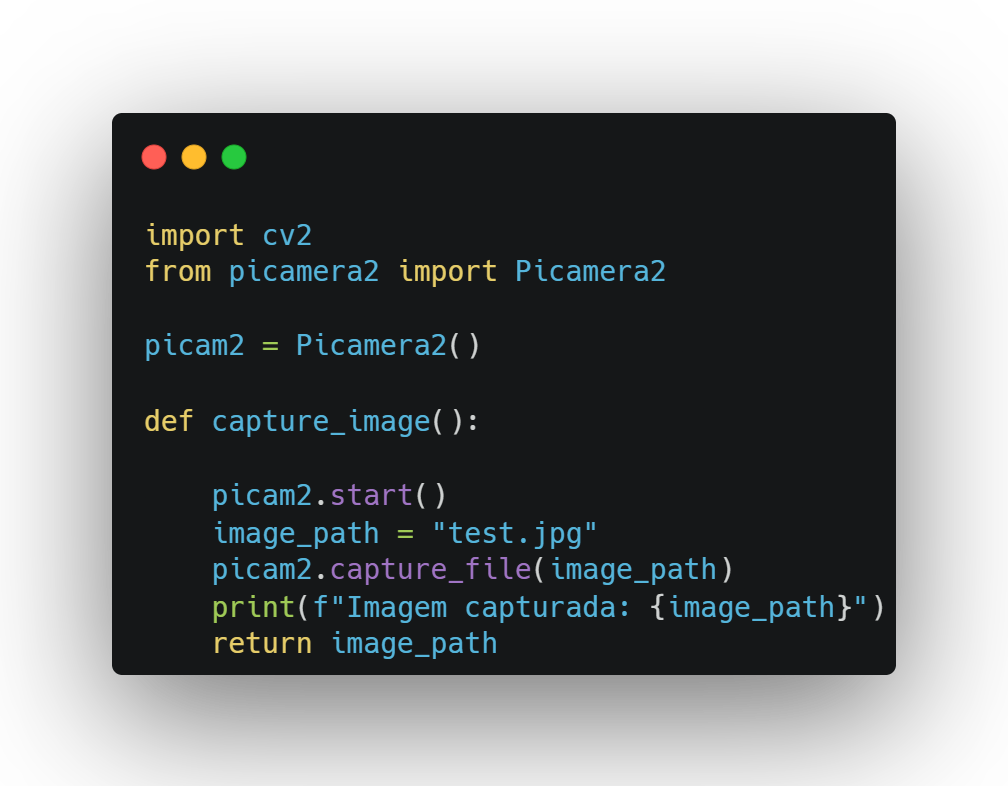 import cv2
from picamera2 import Picamera2

picam2 = Picamera2()

def capture_image():

    picam2.start()
    image_path = "test.jpg"
    picam2.capture_file(image_path)
    print(f"Imagem capturada: {image_path}")
    return image_path